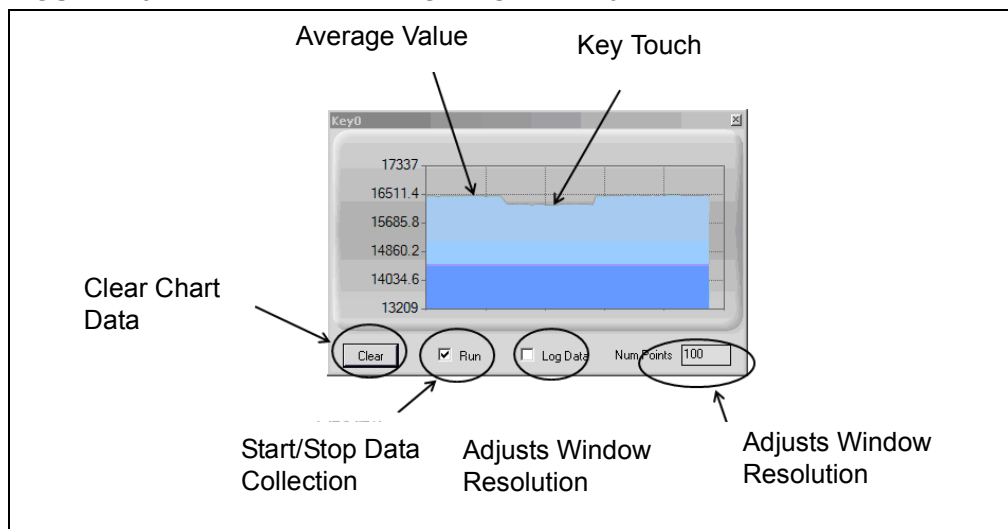 Average Value
Key Touch
Key0
17337
16511.4
15685.8
14860.2
14034.6
13209
Clear Chart
Data
Clear
Run
Log Data
Num Points
100
Start/Stop Data
Collection
Adjusts Window
Resolution
Adjusts Window
Resolution